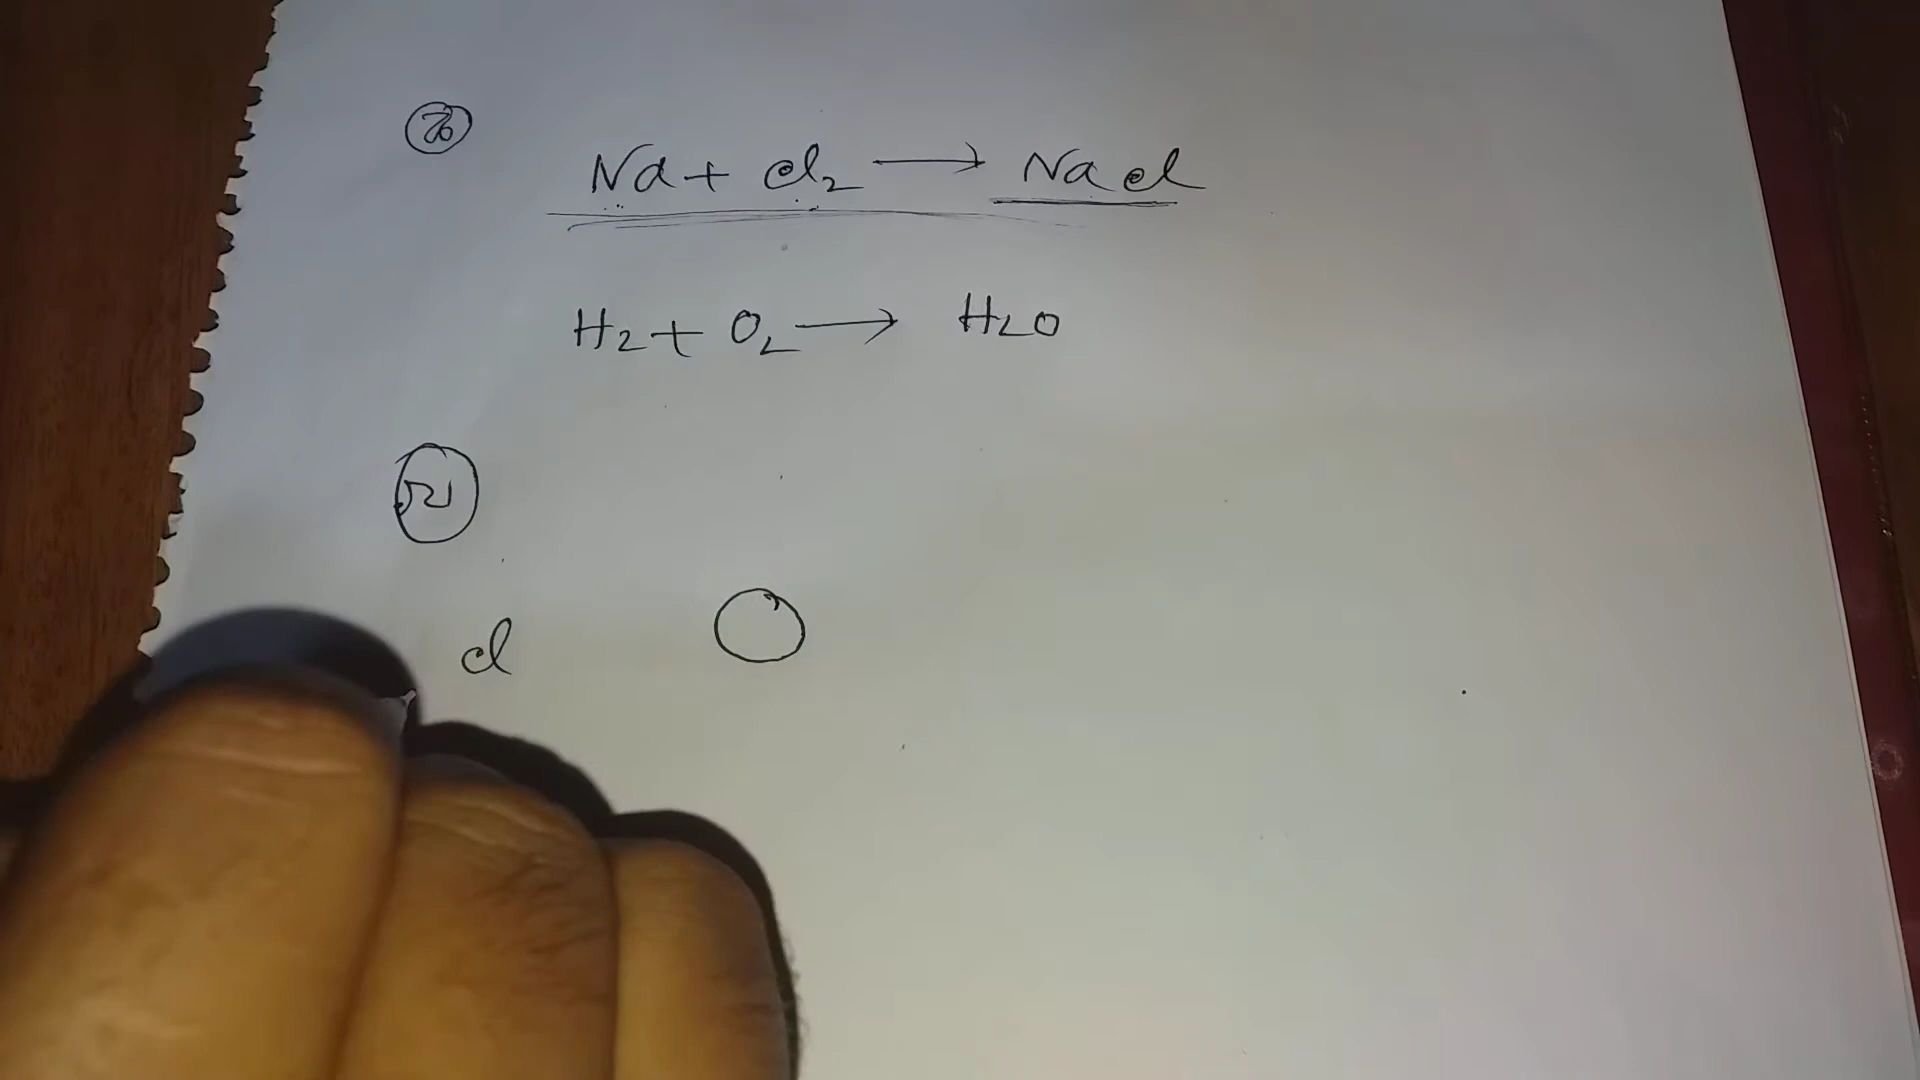 Na + Cl₂ → NaCl
H₂ + O₂ → H₂O
Cl